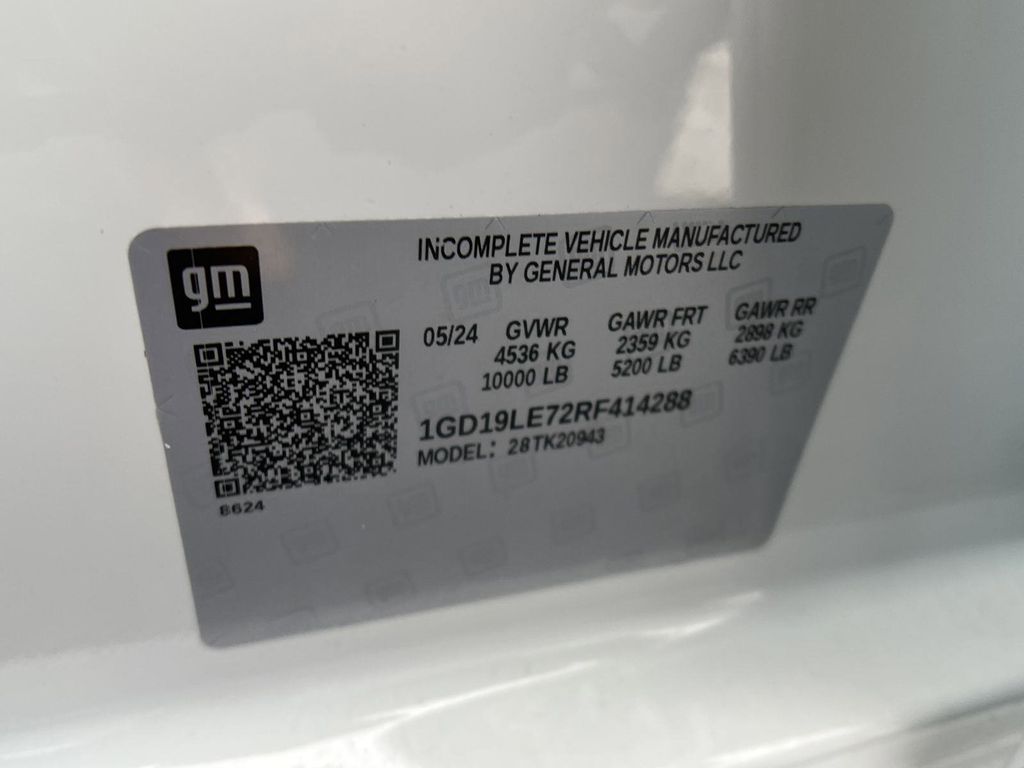 gm
INCOMPLETE VEHICLE MANUFACTURED
BY GENERAL MOTORS LLC
05/24 GVWR GAWR FRT GAWR RR
4536 KG 2359 KG 2898 KG
10000 LB 5200 LB 6390 LB
1GD19LE72RF414288
MODEL: 28TK20943
8624